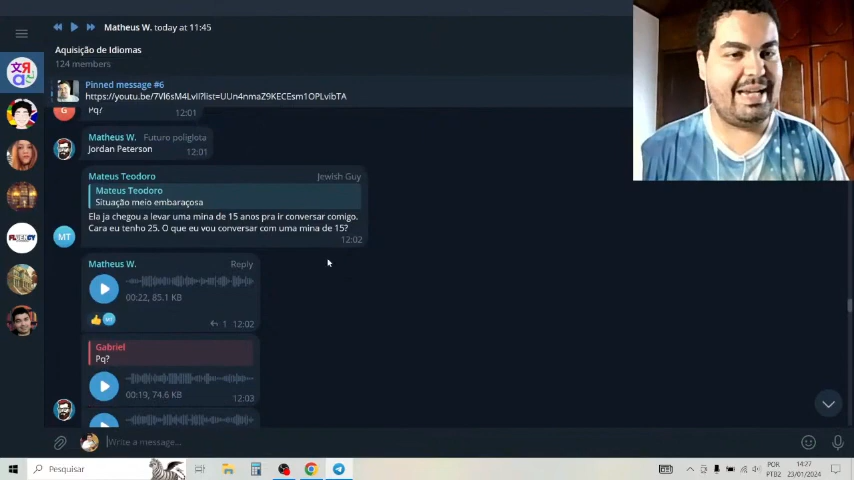 Matheus W. today at 11:45
Aquisição de Idiomas
124 members
Pinned message #6
https://youtu.be/7Vl6sM4LvlI?list=UUn4nmaZ9KECEsm1OPLvibTA
G
Pq?
12:01
Matheus W. Futuro poliglota
Jordan Peterson
12:01
Mateus Teodoro Jewish Guy
Mateus Teodoro
Situação meio embaraçosa
Ela ja chegou a levar uma mina de 15 anos pra ir conversar comigo.
Cara eu tenho 25. O que eu vou conversar com uma mina de 15?
MT
12:02
Matheus W. Reply
00:22, 85.1 KB
MT
1 12:02
Gabriel
Pq?
00:19, 74.6 KB
12:03
FLUENCY
Write a message...
Pesquisar
POR
PTB2
14:27
23/01/2024